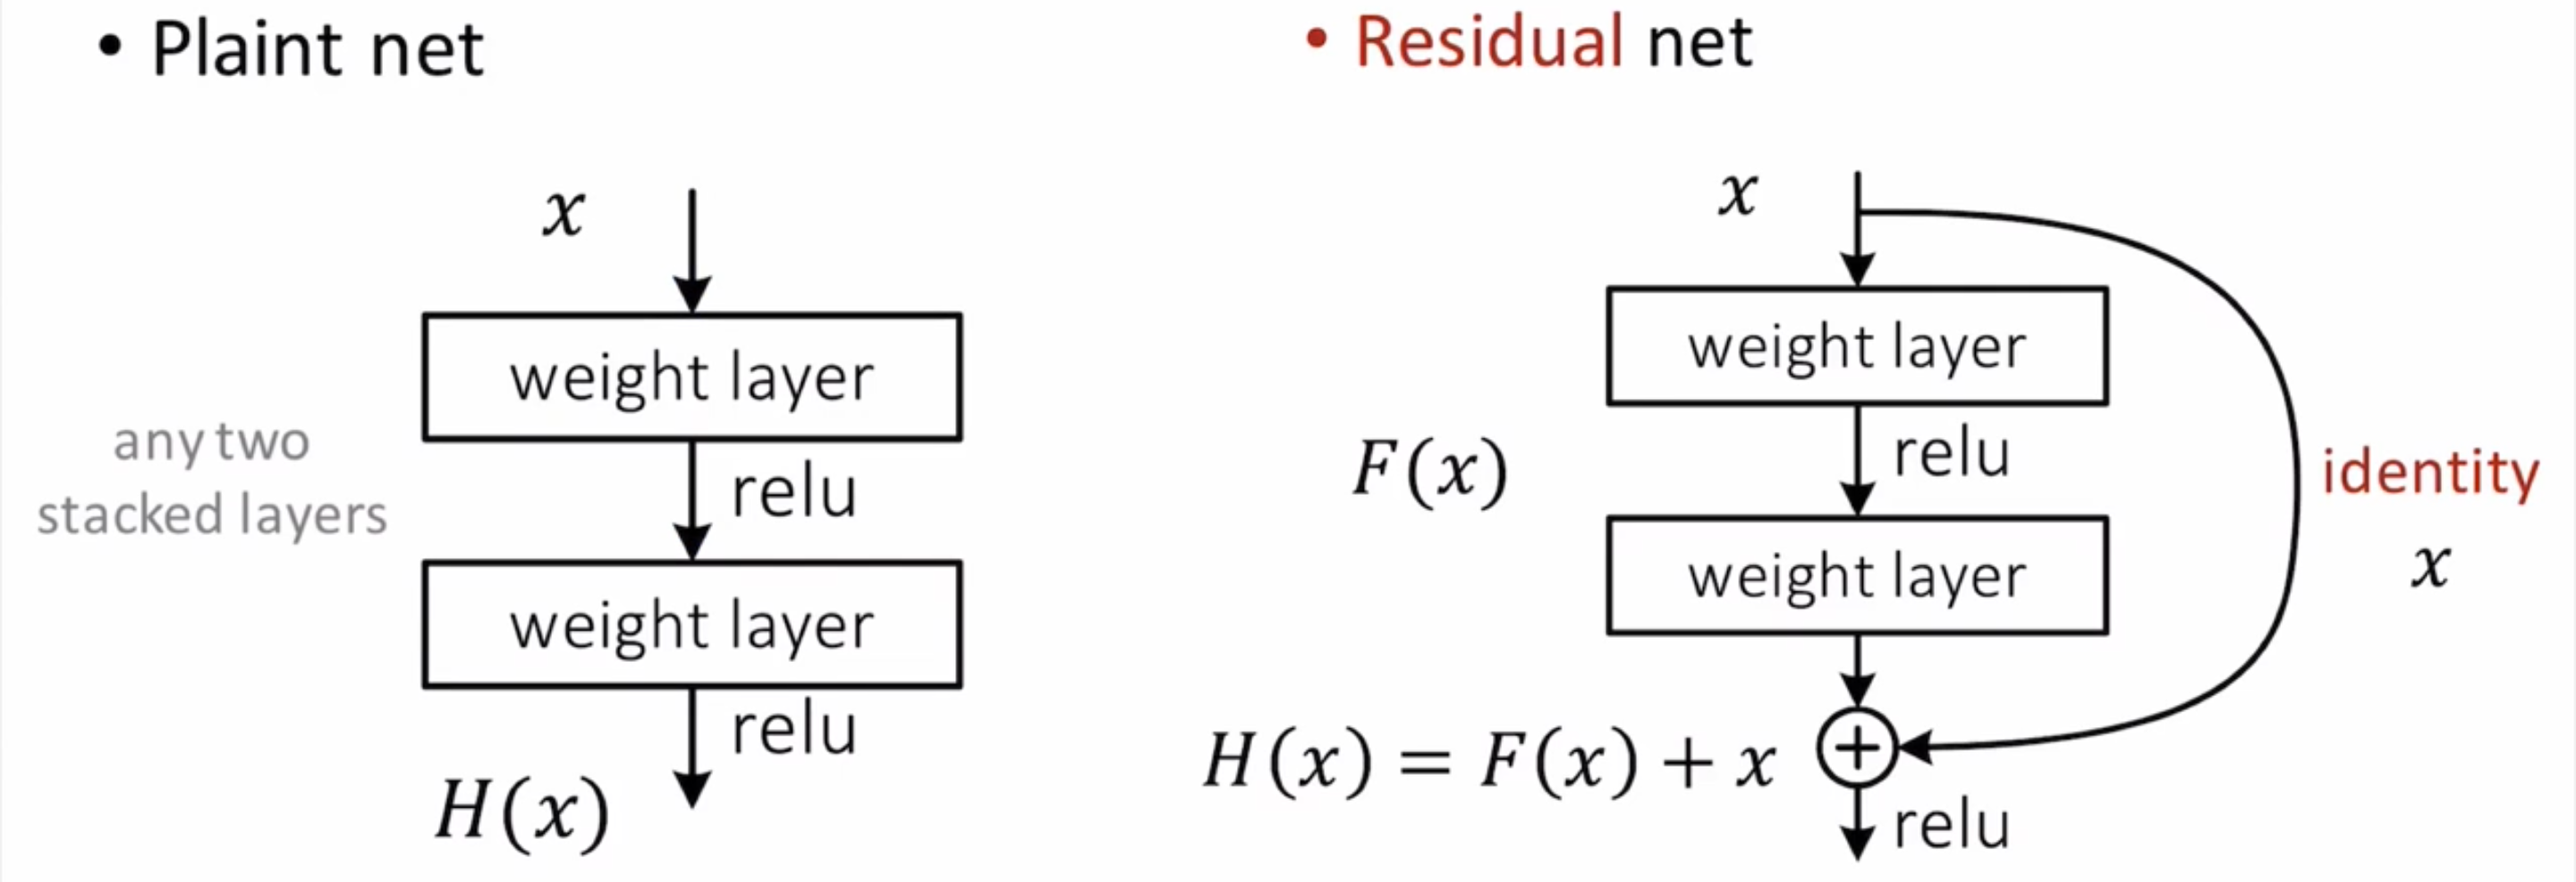 • Plaint net
x
weight layer
relu
any two
stacked layers
weight layer
relu
H(x)
• Residual net
x
weight layer
relu
F(x)
identity
x
weight layer
H(x) = F(x) + x
+
relu